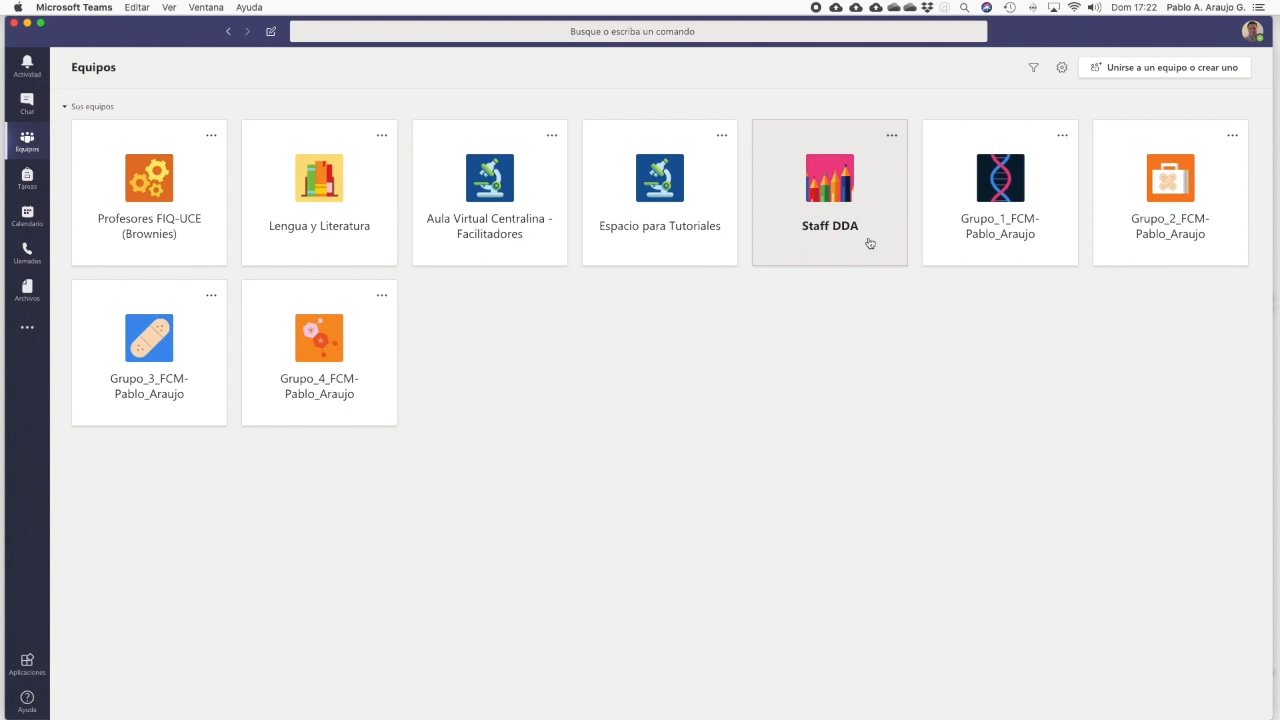 Microsoft Teams Editar Ver Ventana Ayuda Dom 17:22 Pablo A. Araujo G.
Busque o escriba un comando
Actividad
Chat
Equipos
Tareas
Calendario
Llamadas
Archivos
Equipos
Unirse a un equipo o crear uno
Sus equipos
Profesores FIQ-UCE
(Brownies)
Lengua y Literatura
Aula Virtual Centralina -
Facilitadores
Espacio para Tutoriales
Staff DDA
Grupo_1_FCM-
Pablo_Araujo
Grupo_2_FCM-
Pablo_Araujo
Grupo_3_FCM-
Pablo_Araujo
Grupo_4_FCM-
Pablo_Araujo
Aplicaciones
Ayuda